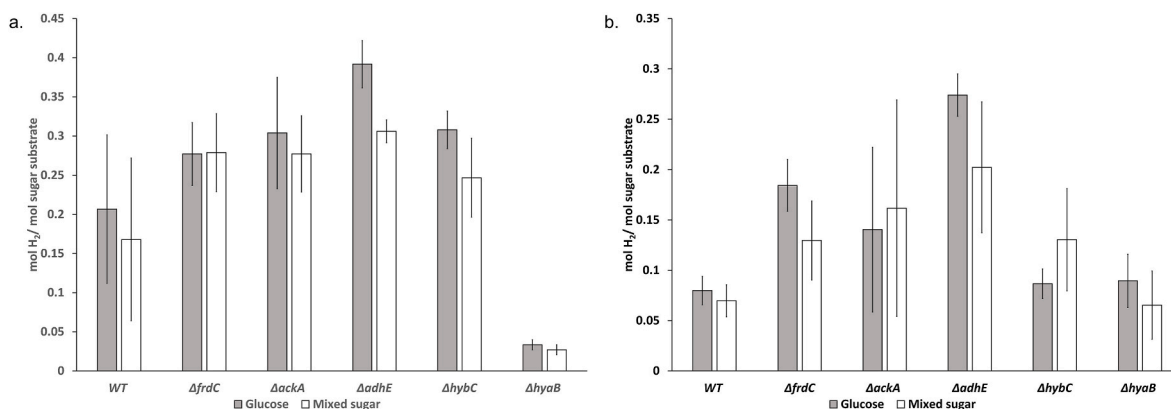 a.
mol H₂/ mol sugar substrate
0.45
0.4
0.35
0.3
0.25
0.2
0.15
0.1
0.05
0
WT ΔfrdC ΔackA ΔadhE ΔhybC ΔhyaB
Glucose Mixed sugar
b.
mol H₂/ mol sugar substrate
0.35
0.3
0.25
0.2
0.15
0.1
0.05
0
WT ΔfrdC ΔackA ΔadhE ΔhybC ΔhyaB
Glucose Mixed sugar